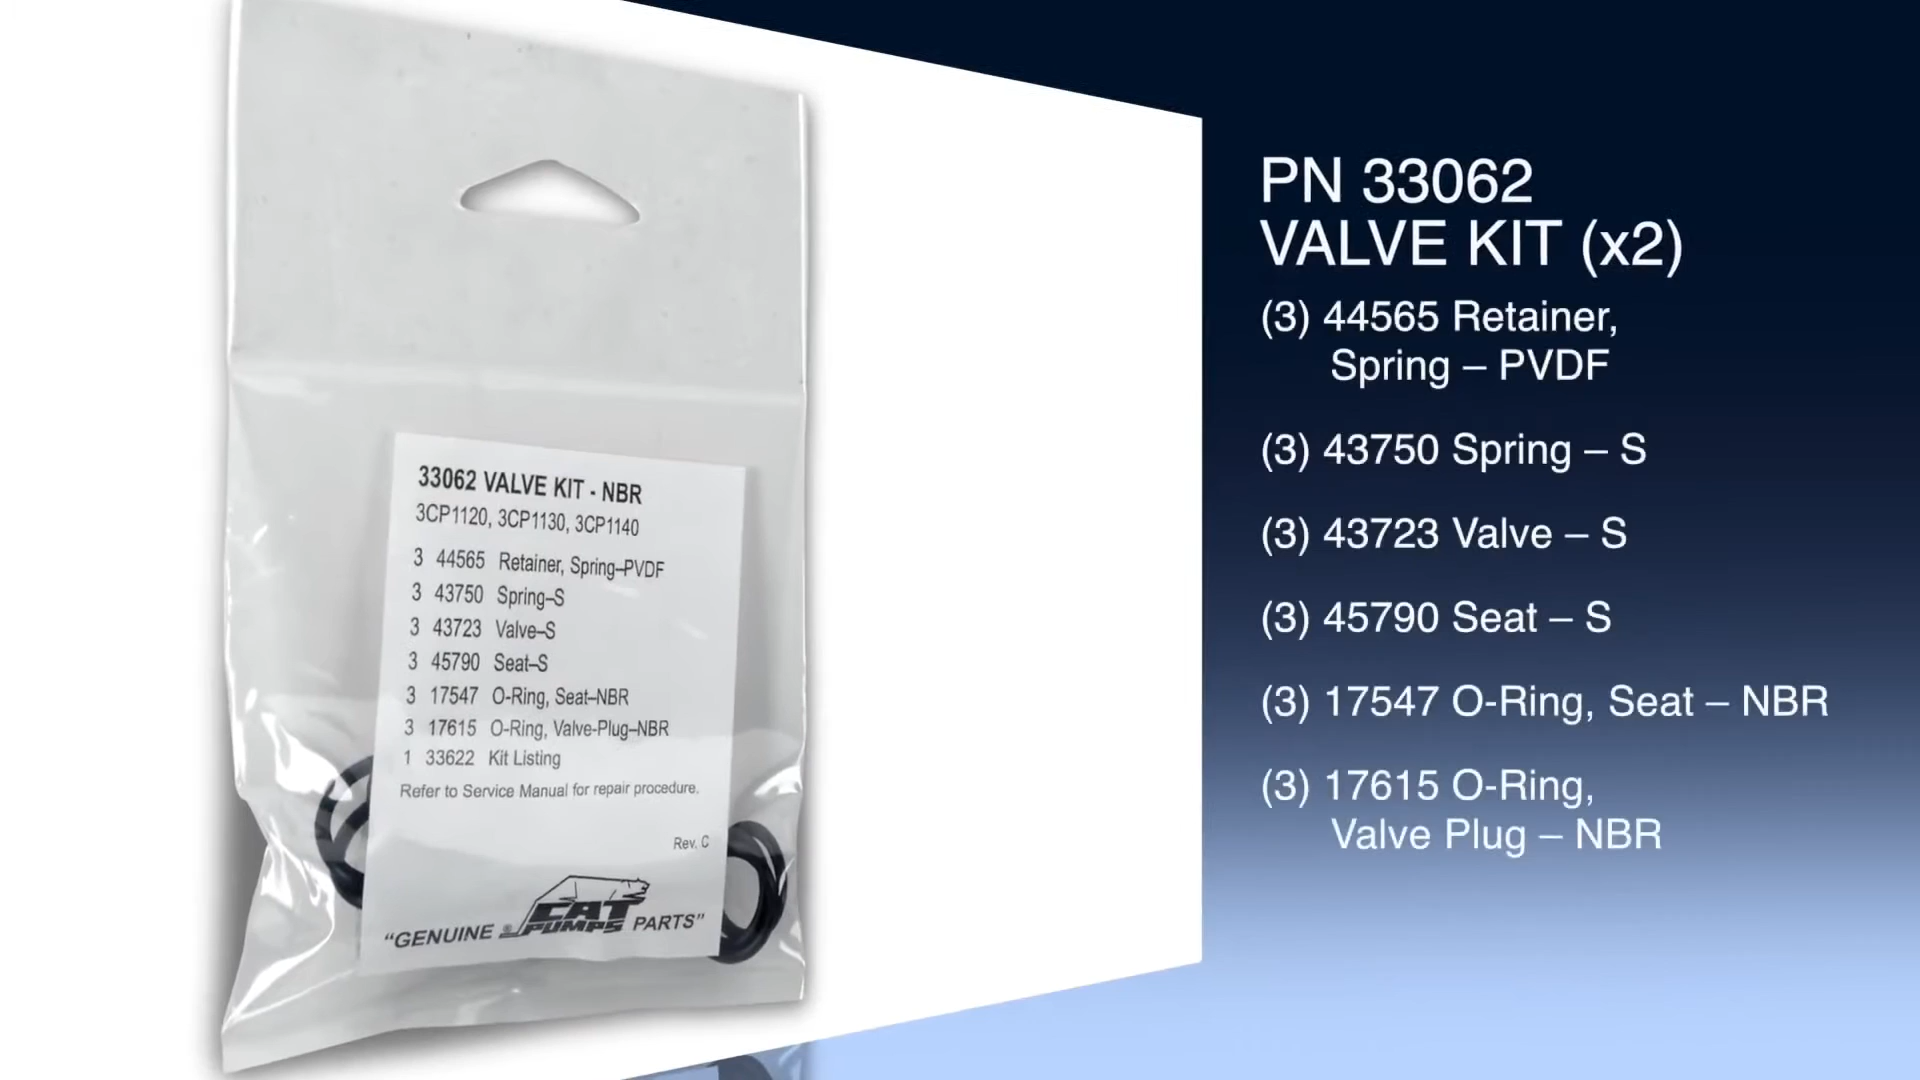 33062 VALVE KIT - NBR
3CP1120, 3CP1130, 3CP1140
3 44565 Retainer, Spring–PVDF
3 43750 Spring–S
3 43723 Valve–S
3 45790 Seat–S
3 17547 O-Ring, Seat–NBR
3 17615 O-Ring, Valve-Plug–NBR
1 33622 Kit Listing
Refer to Service Manual for repair procedure.
Rev. C
“GENUINE ® CAT PUMPS PARTS”
PN 33062
VALVE KIT (x2)
(3) 44565 Retainer,
Spring – PVDF
(3) 43750 Spring – S
(3) 43723 Valve – S
(3) 45790 Seat – S
(3) 17547 O-Ring, Seat – NBR
(3) 17615 O-Ring,
Valve Plug – NBR